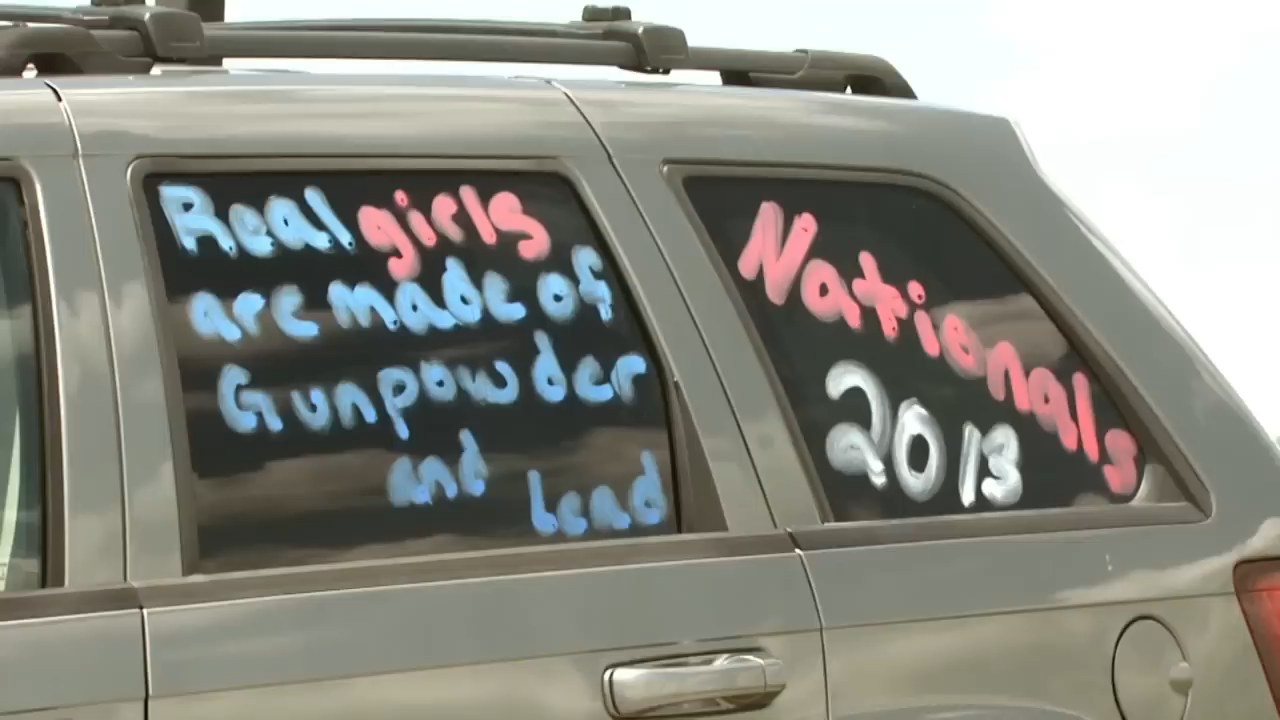 Real girls
are made of
Gunpowder
and
lead
Nationals
2013